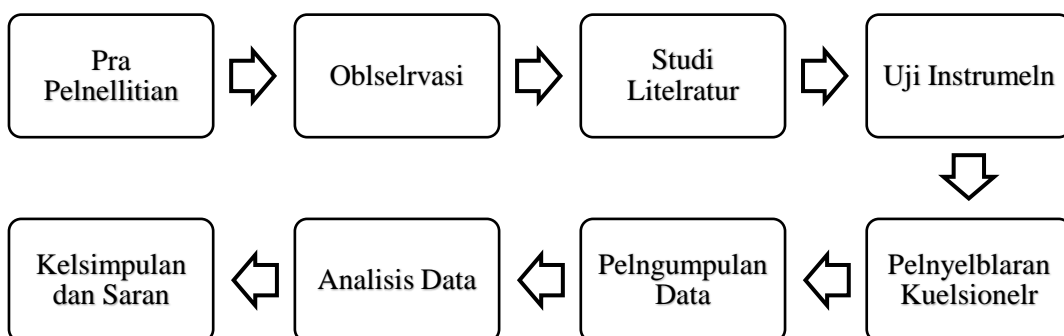 Pra
Pelnellitian
Oblselrvasi
Studi
Litelratur
Uji Instrumeln
Pelnyelblaran
Kuelsionelr
Pelngumpulan
Data
Analisis Data
Kelsimpulan
dan Saran